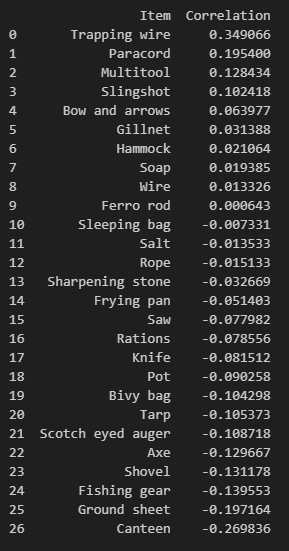 Item Correlation
0 Trapping wire 0.349066
1 Paracord 0.195400
2 Multitool 0.128434
3 Slingshot 0.102418
4 Bow and arrows 0.063977
5 Gillnet 0.031388
6 Hammock 0.021064
7 Soap 0.019385
8 Wire 0.013326
9 Ferro rod 0.000643
10 Sleeping bag -0.007331
11 Salt -0.013533
12 Rope -0.015133
13 Sharpening stone -0.032669
14 Frying pan -0.051403
15 Saw -0.077982
16 Rations -0.078556
17 Knife -0.081512
18 Pot -0.090258
19 Bivy bag -0.104298
20 Tarp -0.105373
21 Scotch eyed auger -0.108718
22 Axe -0.129667
23 Shovel -0.131178
24 Fishing gear -0.139553
25 Ground sheet -0.197164
26 Canteen -0.269836